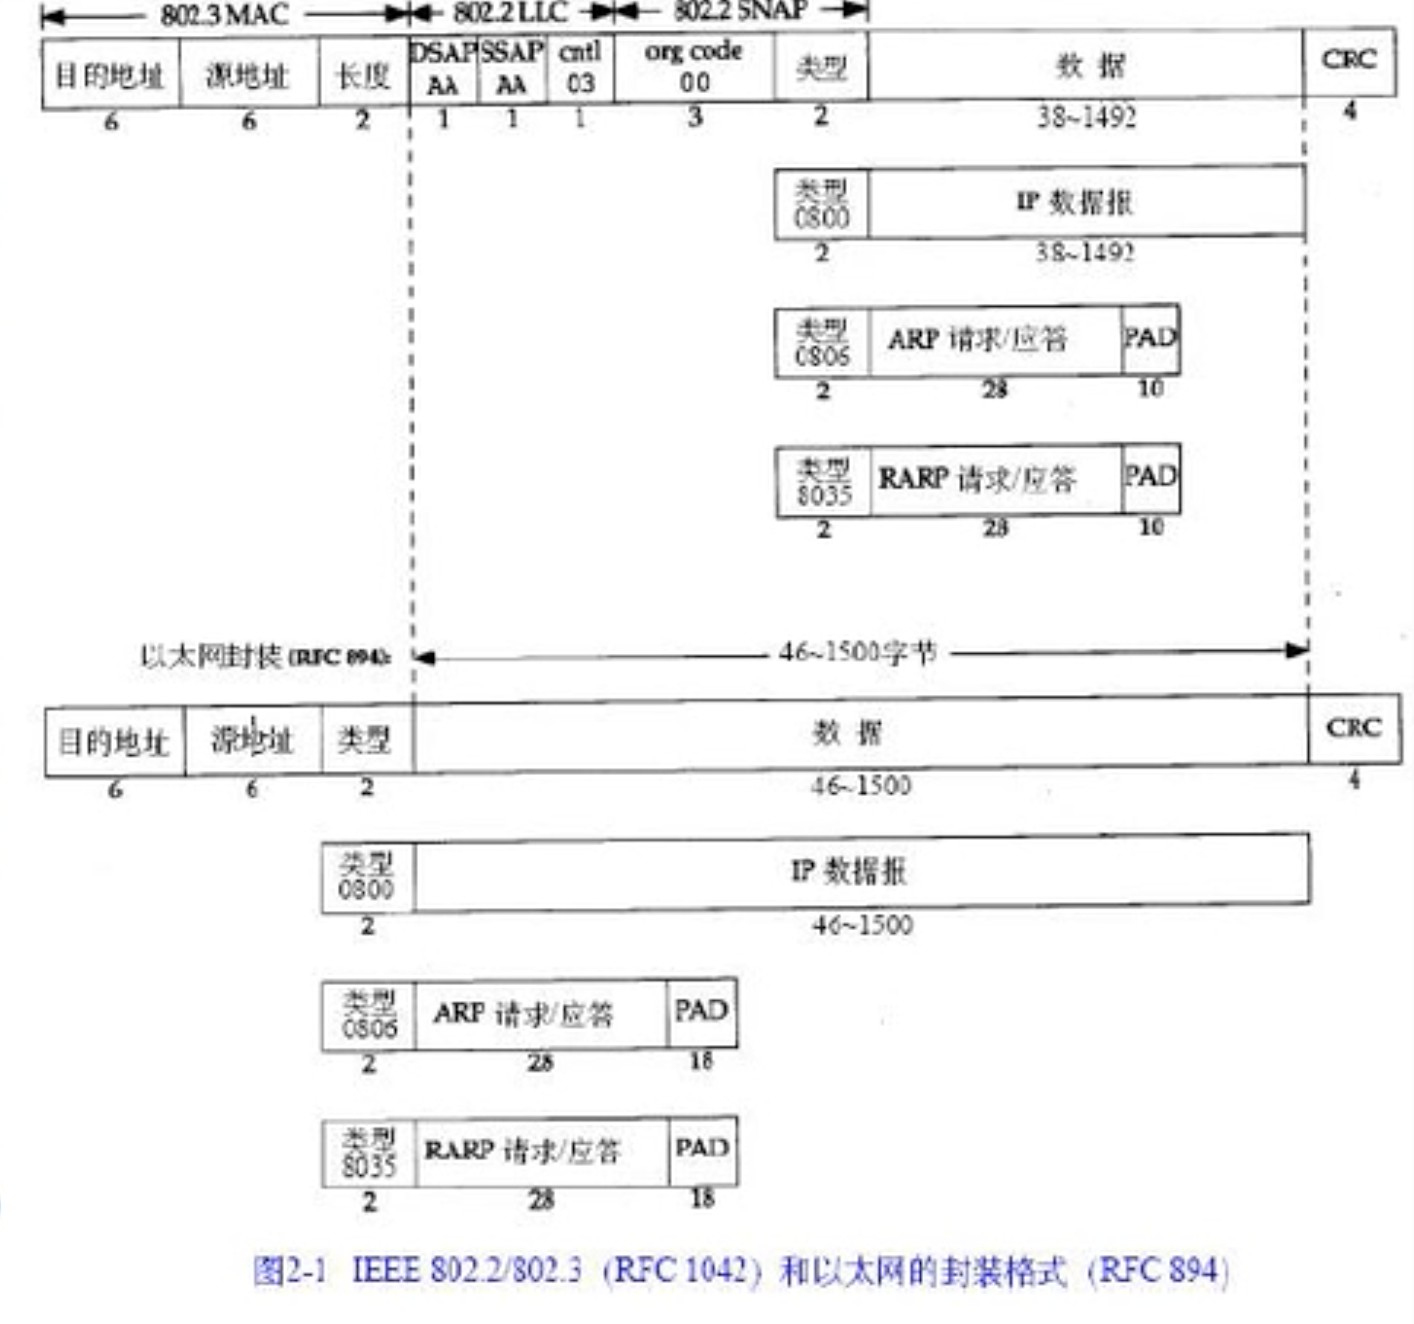 802.3 MAC 802.2 LLC 802.2 SNAP
目的地址 源地址 长度 DSAP AA SSAP AA cntl 03 org code 00 类型 数据 CRC
6 6 2 1 1 1 3 2 38~1492 4
类型 0800 IP 数据报
2 38~1492
类型 0806 ARP 请求/应答 PAD
2 28 10
类型 8035 RARP 请求/应答 PAD
2 28 10
以太网封装 (RFC 894): 46~1500字节
目的地址 源地址 类型 数据 CRC
6 6 2 46~1500 4
类型 0800 IP 数据报
2 46~1500
类型 0806 ARP 请求/应答 PAD
2 28 18
类型 8035 RARP 请求/应答 PAD
2 28 18
图2-1 IEEE 802.2/802.3（RFC 1042）和以太网的封装格式（RFC 894）